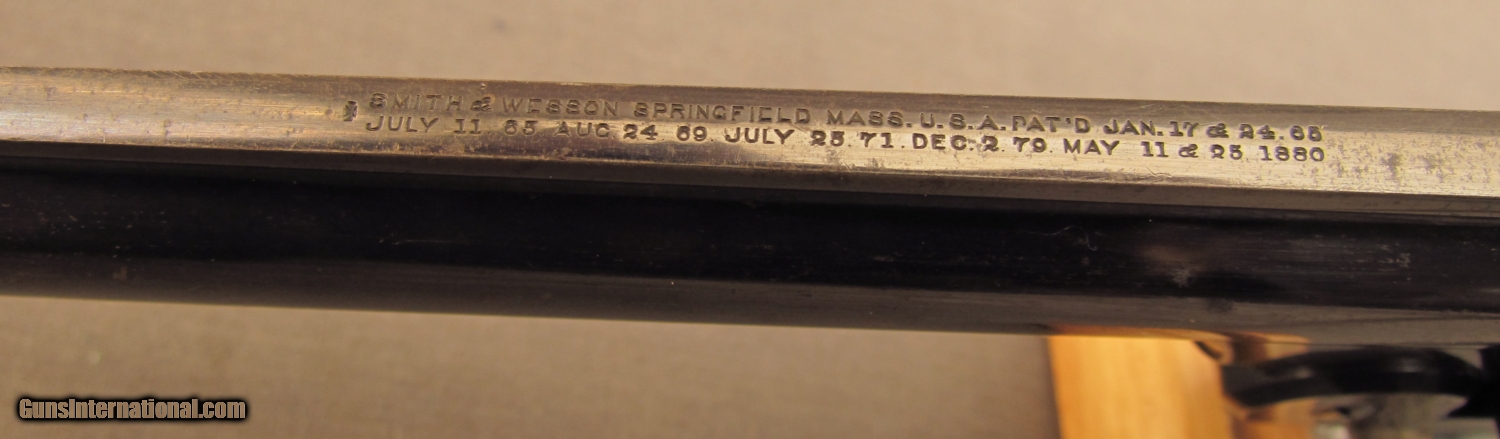 SMITH & WESSON SPRINGFIELD MASS. U.S.A. PAT'D JAN. 17 & 24. 65
JULY 11 65 AUG 24 69. JULY 25. 71. DEC. 2. 79. MAY 11 & 25. 1880
GunsInternational.com